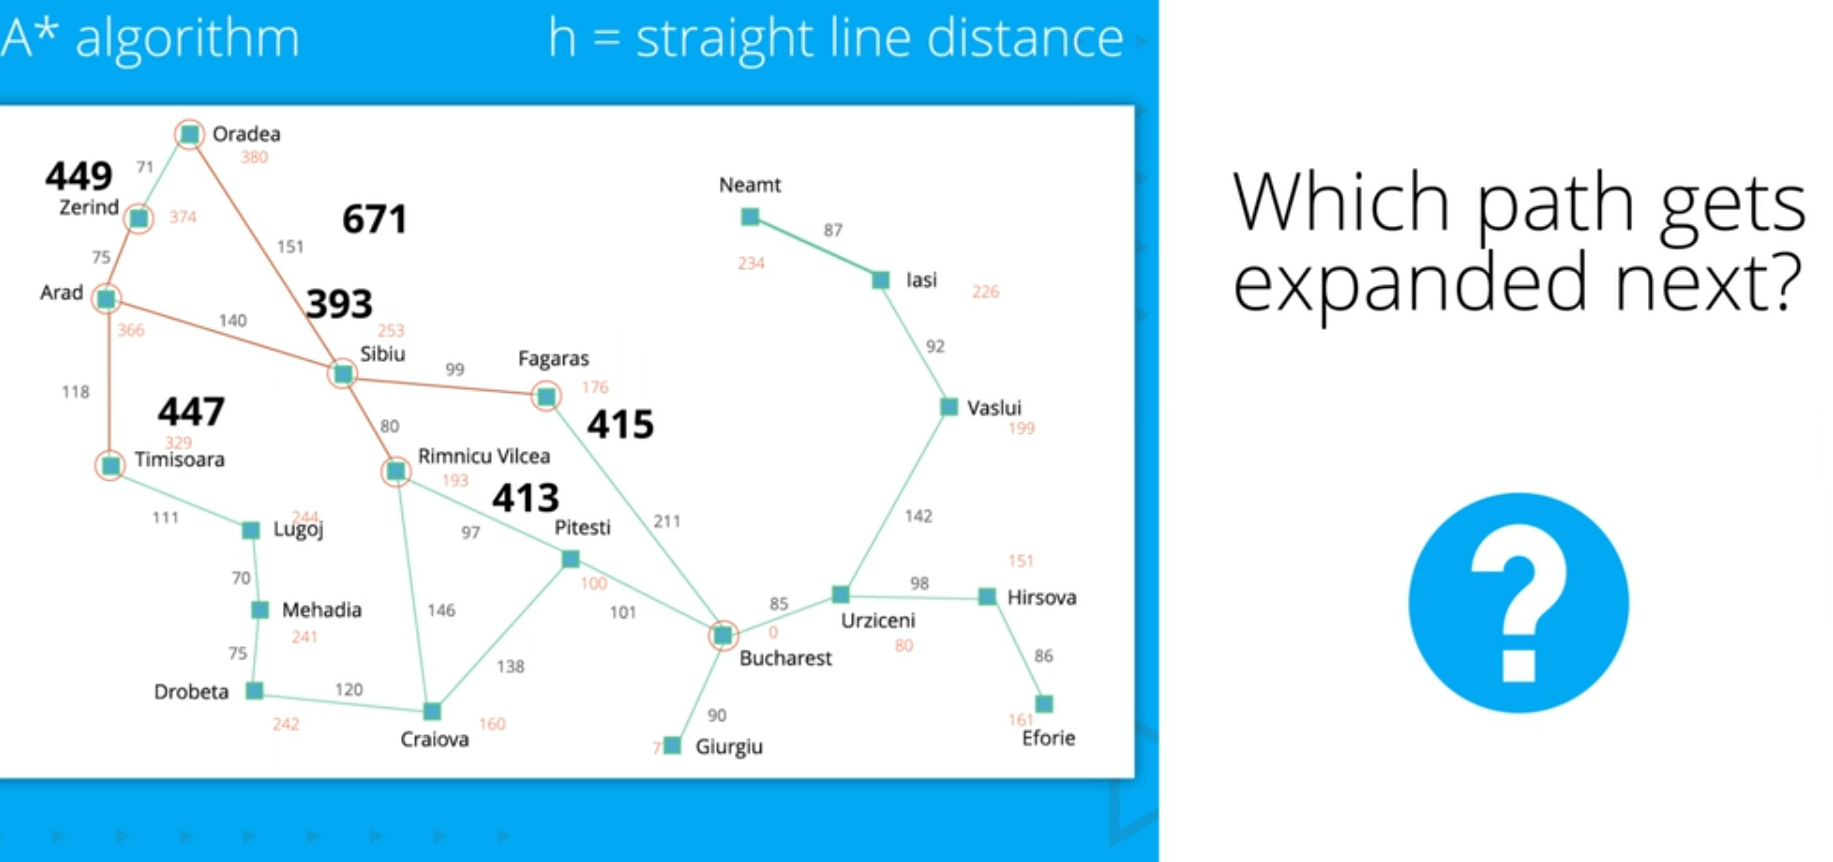 A* algorithm
h = straight line distance
Oradea
380
71
449
Zerind
374
671
151
75
Arad
366
140
393
253
Sibiu
99
Fagaras
176
415
118
447
329
Timisoara
80
Rimnicu Vilcea
193
413
Pitesti
100
97
211
111
244
Lugoj
70
Mehadia
241
75
Drobeta
242
120
146
138
101
Craiova
160
Neamt
234
87
Iasi
226
92
Vaslui
199
142
85
0
Bucharest
Urziceni
80
98
151
Hirsova
86
161
Eforie
90
Giurgiu
Which path gets
expanded next?
?